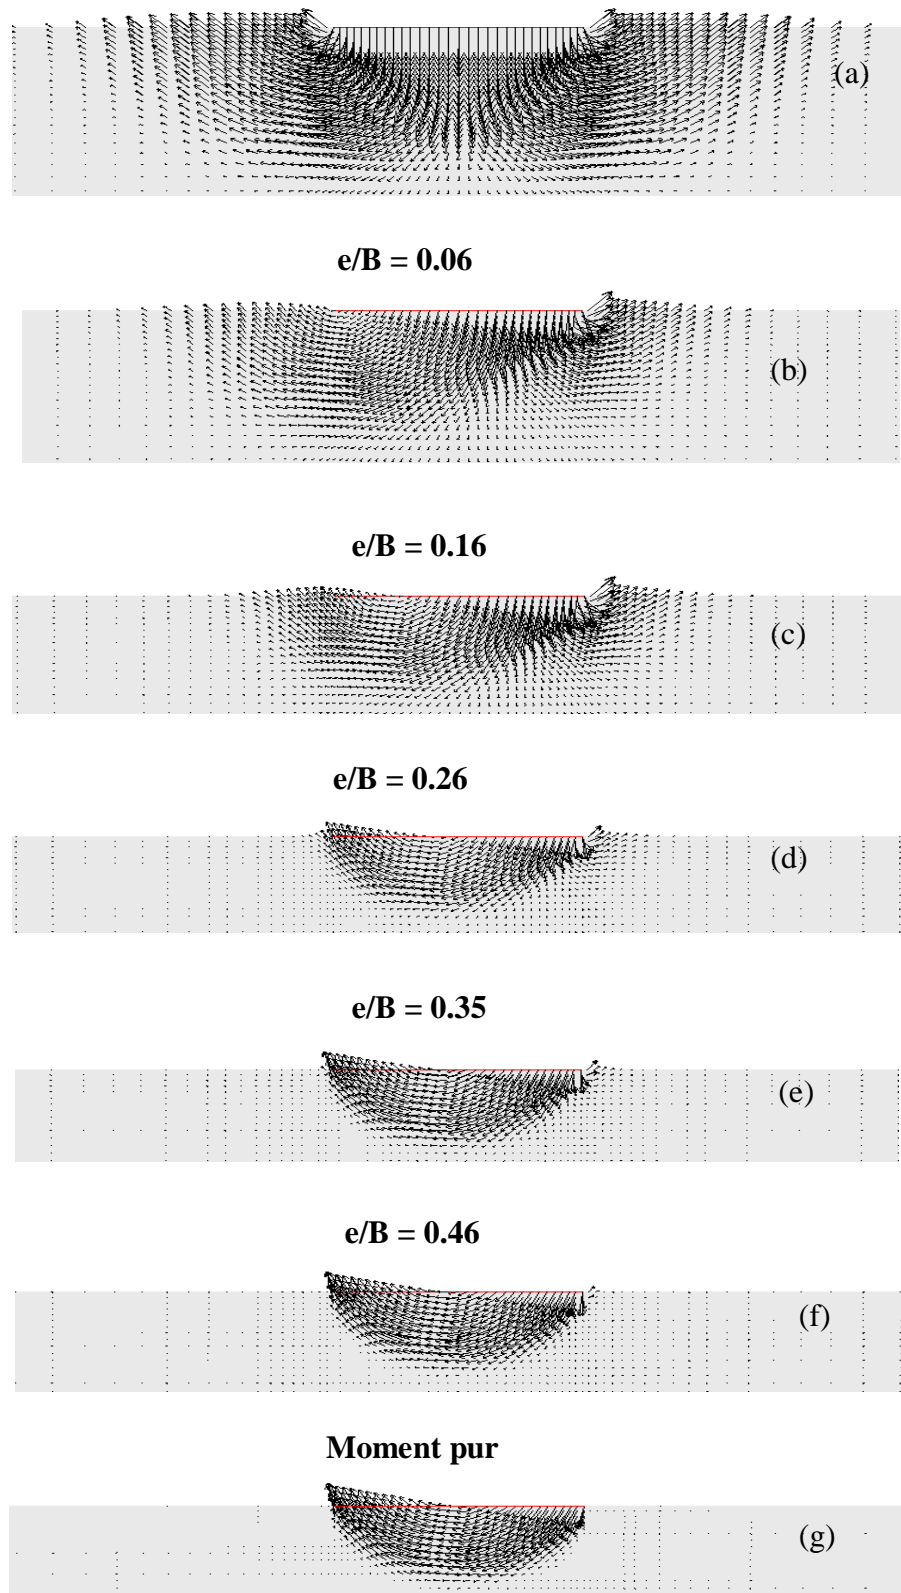 (a)
e/B = 0.06
(b)
e/B = 0.16
(c)
e/B = 0.26
(d)
e/B = 0.35
(e)
e/B = 0.46
(f)
Moment pur
(g)